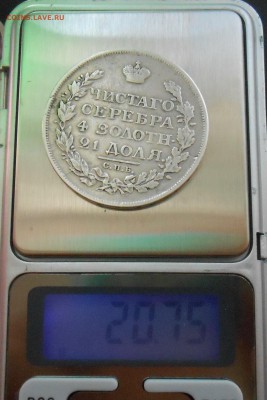 COINS.LAVE.RU
ЧИСТАГО
СЕРЕБРА
4 ЗОЛОТН.
21 ДОЛЯ.
С.П.Б.
20.75